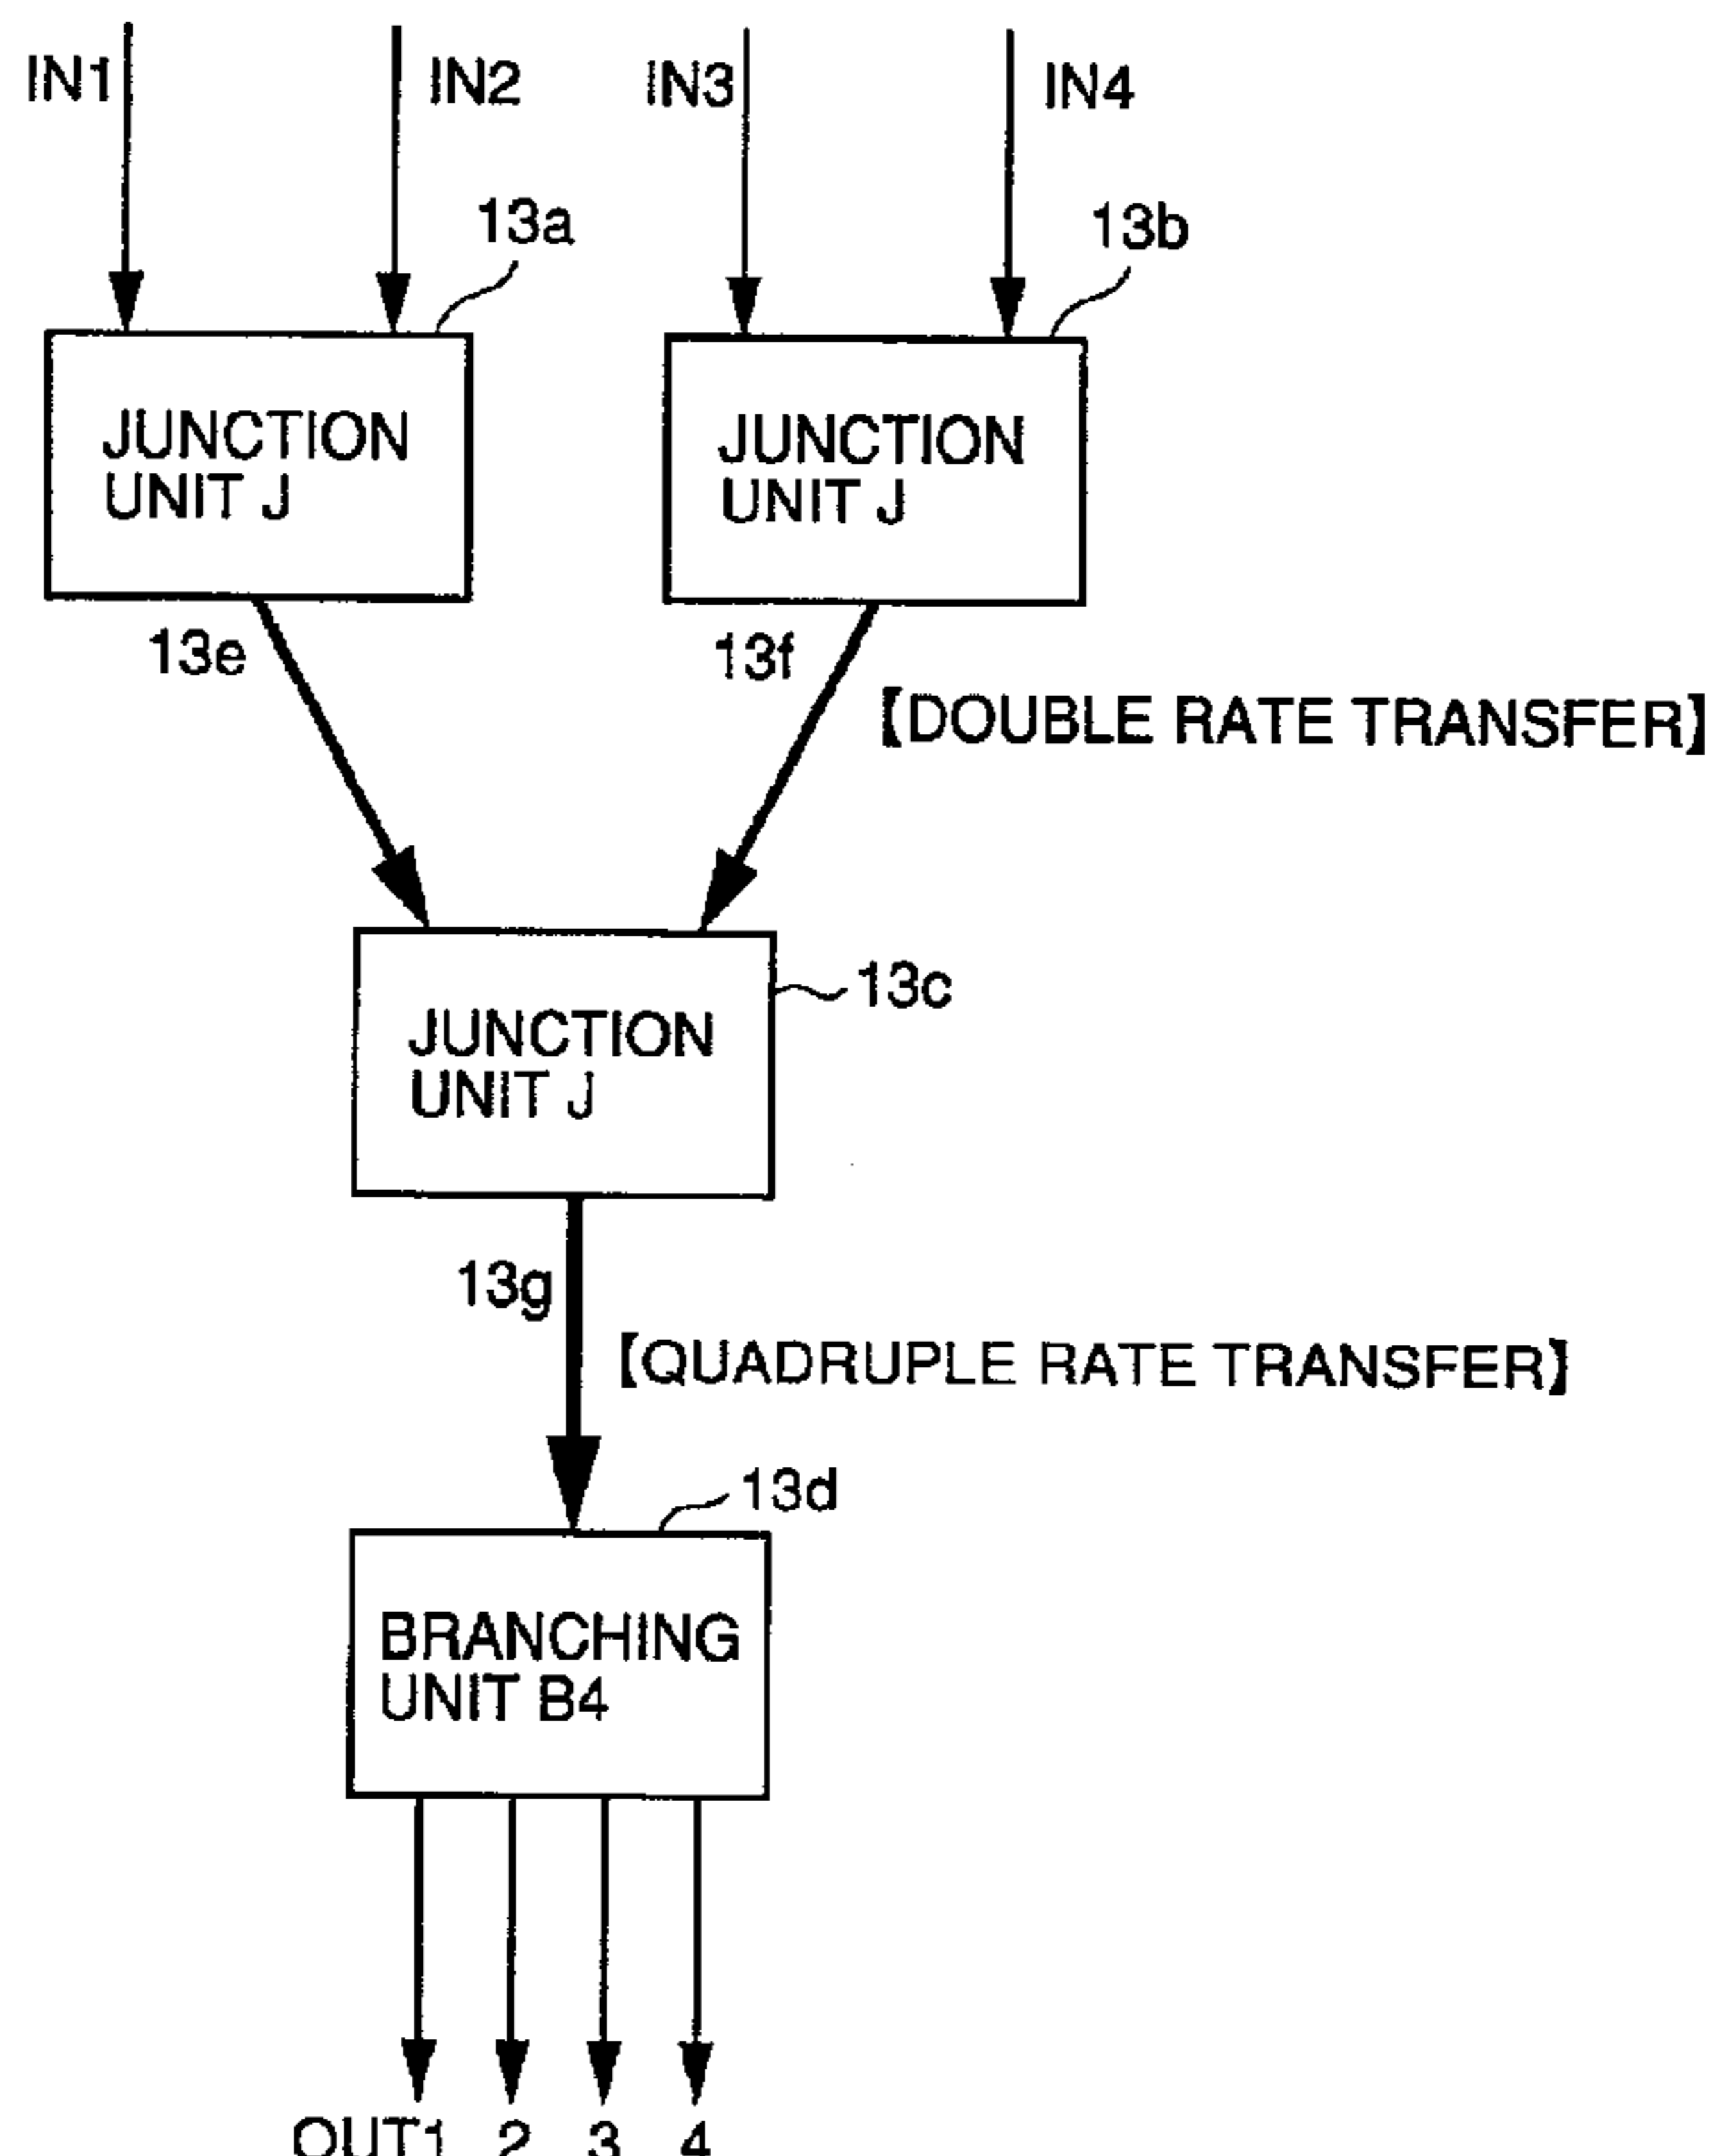 IN1
IN2
IN3
IN4
13a
13b
JUNCTION
UNIT J
JUNCTION
UNIT J
13e
13f
【DOUBLE RATE TRANSFER】
13c
JUNCTION
UNIT J
13g
【QUADRUPLE RATE TRANSFER】
13d
BRANCHING
UNIT B4
OUT1 2 3 4